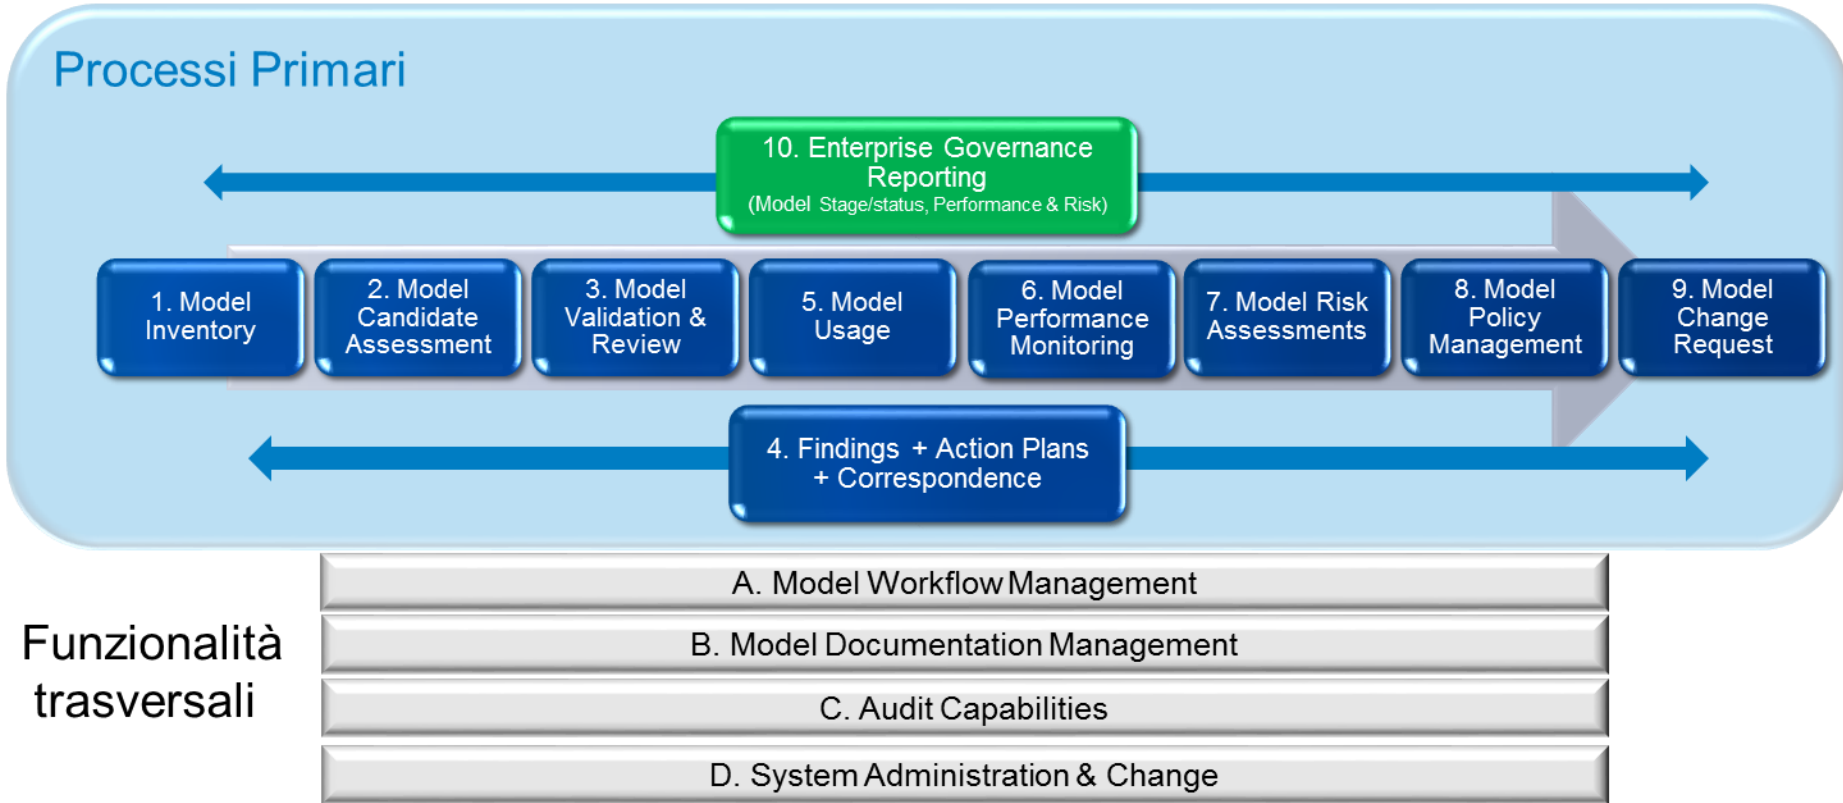 Processi Primari
10. Enterprise Governance
Reporting
(Model Stage/status, Performance & Risk)
1. Model
Inventory
2. Model
Candidate
Assessment
3. Model
Validation &
Review
5. Model
Usage
6. Model
Performance
Monitoring
7. Model Risk
Assessments
8. Model
Policy
Management
9. Model
Change
Request
4. Findings + Action Plans
+ Correspondence
Funzionalità
trasversali
A. Model Workflow Management
B. Model Documentation Management
C. Audit Capabilities
D. System Administration & Change